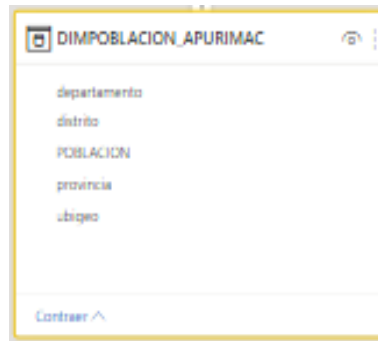 DIMPOBLACION_APURIMAC
departamento
distrito
POBLACION
provincia
ubigeo
Contraer